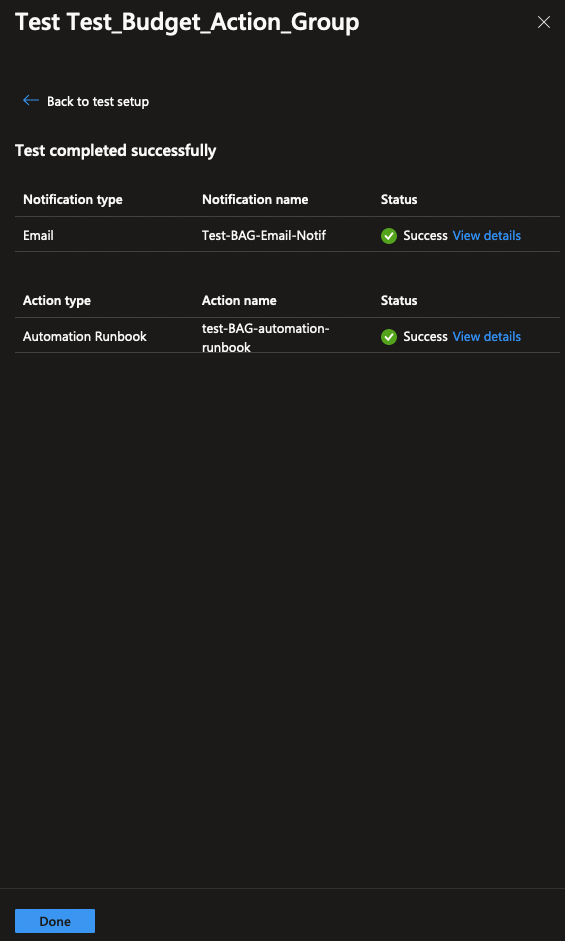 Test Test_Budget_Action_Group
Back to test setup
Test completed successfully
Notification type Notification name Status
Email Test-BAG-Email-Notif Success View details
Action type Action name Status
Automation Runbook test-BAG-automation- Success View details
runbook
Done